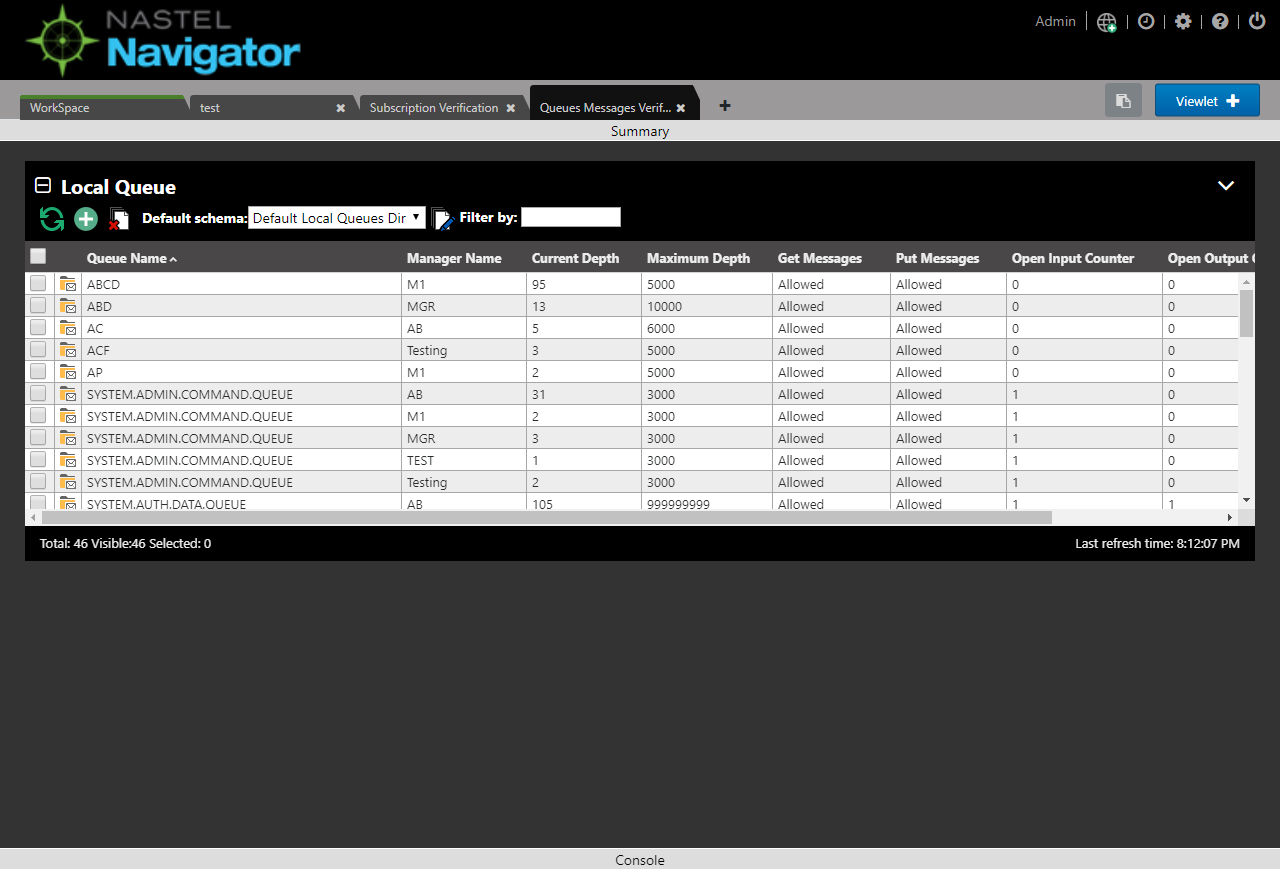 NASTEL
Navigator
Admin
WorkSpace test Subscription Verification Queues Messages Verif...
Viewlet
Summary
Local Queue
Default schema: Default Local Queues Dir Filter by:
Queue Name Manager Name Current Depth Maximum Depth Get Messages Put Messages Open Input Counter Open Output
ABCD M1 95 5000 Allowed Allowed 0 0
ABD MGR 13 10000 Allowed Allowed 0 0
AC AB 5 6000 Allowed Allowed 0 0
ACF Testing 3 5000 Allowed Allowed 0 0
AP M1 2 5000 Allowed Allowed 0 0
SYSTEM.ADMIN.COMMAND.QUEUE AB 31 3000 Allowed Allowed 1 0
SYSTEM.ADMIN.COMMAND.QUEUE M1 2 3000 Allowed Allowed 1 0
SYSTEM.ADMIN.COMMAND.QUEUE MGR 3 3000 Allowed Allowed 1 0
SYSTEM.ADMIN.COMMAND.QUEUE TEST 1 3000 Allowed Allowed 1 0
SYSTEM.ADMIN.COMMAND.QUEUE Testing 2 3000 Allowed Allowed 1 0
SYSTEM.AUTH.DATA.QUEUE AB 105 999999999 Allowed Allowed 1 1
Total: 46 Visible:46 Selected: 0 Last refresh time: 8:12:07 PM
Console